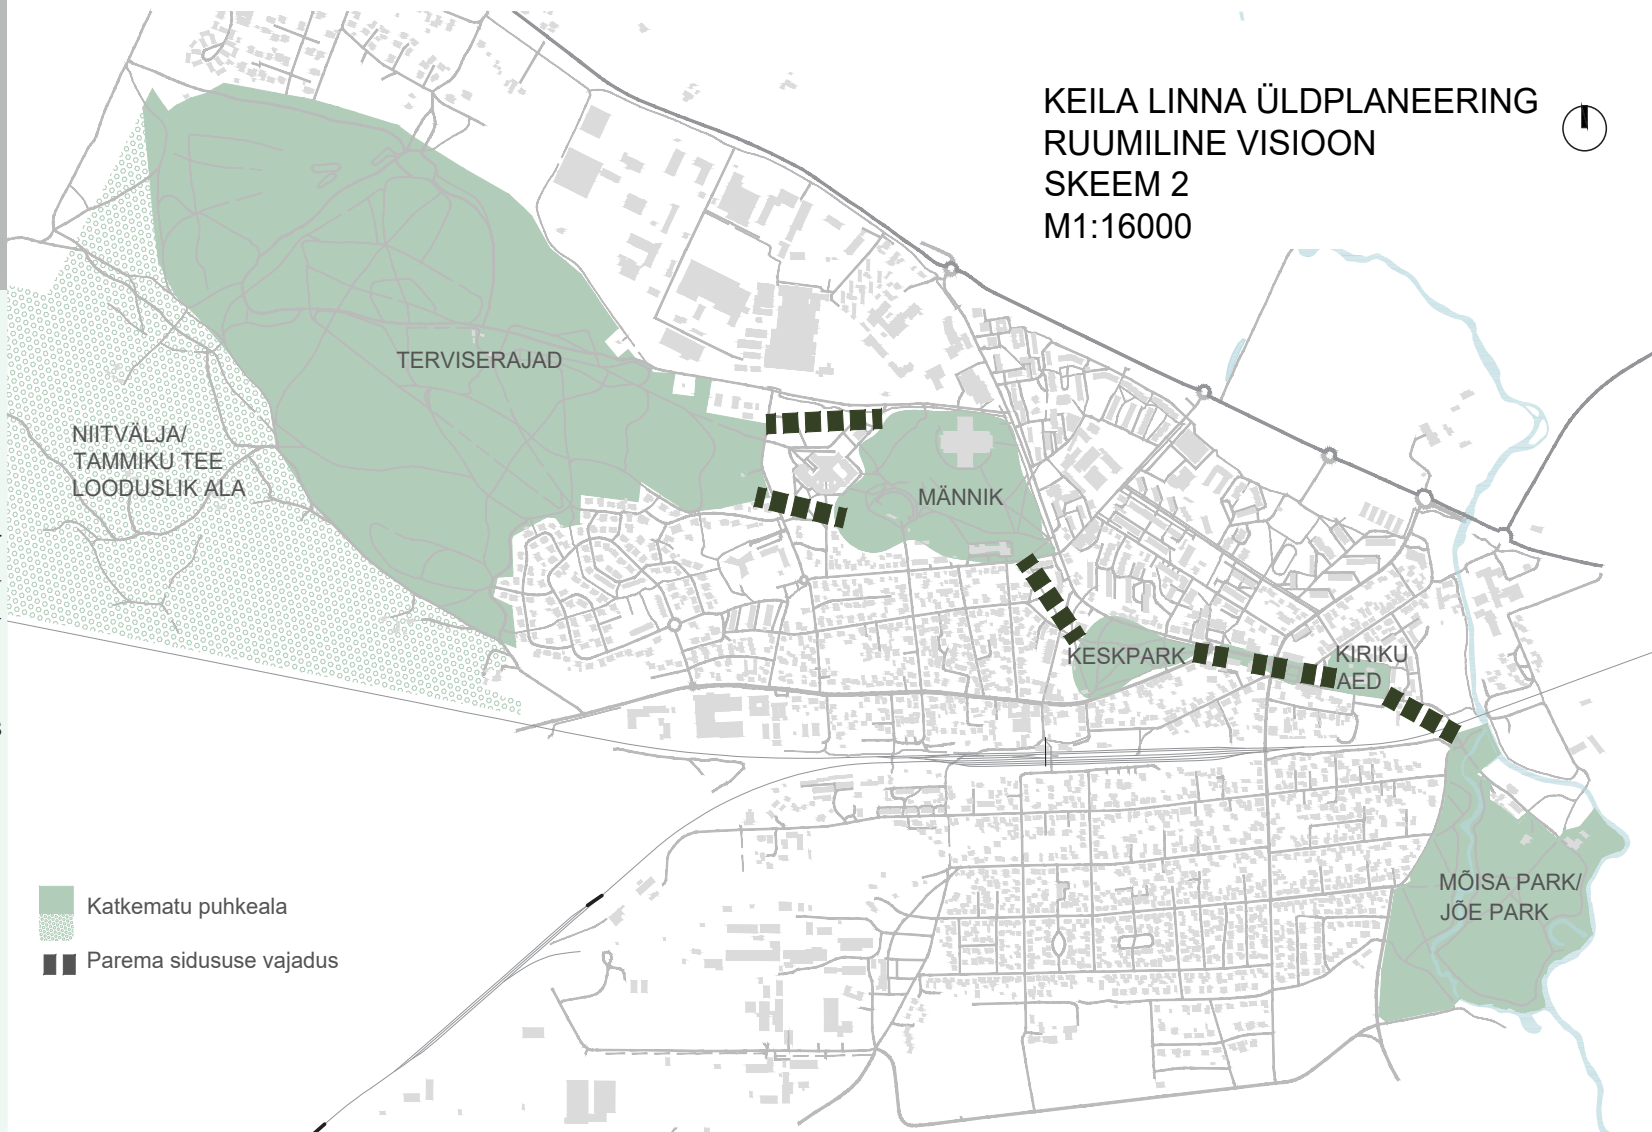 KEILA LINNA ÜLDPLANEERING
RUUMILINE VISIOON
SKEEM 2
M1:16000
TERVISERAJAD
NIITVÄLJA/
TAMMIKU TEE
LOODUSLIK ALA
MÄNNIK
KESKPARK
KIRIKU
AED
MÕISA PARK/
JÕE PARK
Katkematu puhkeala
Parema sidususe vajadus